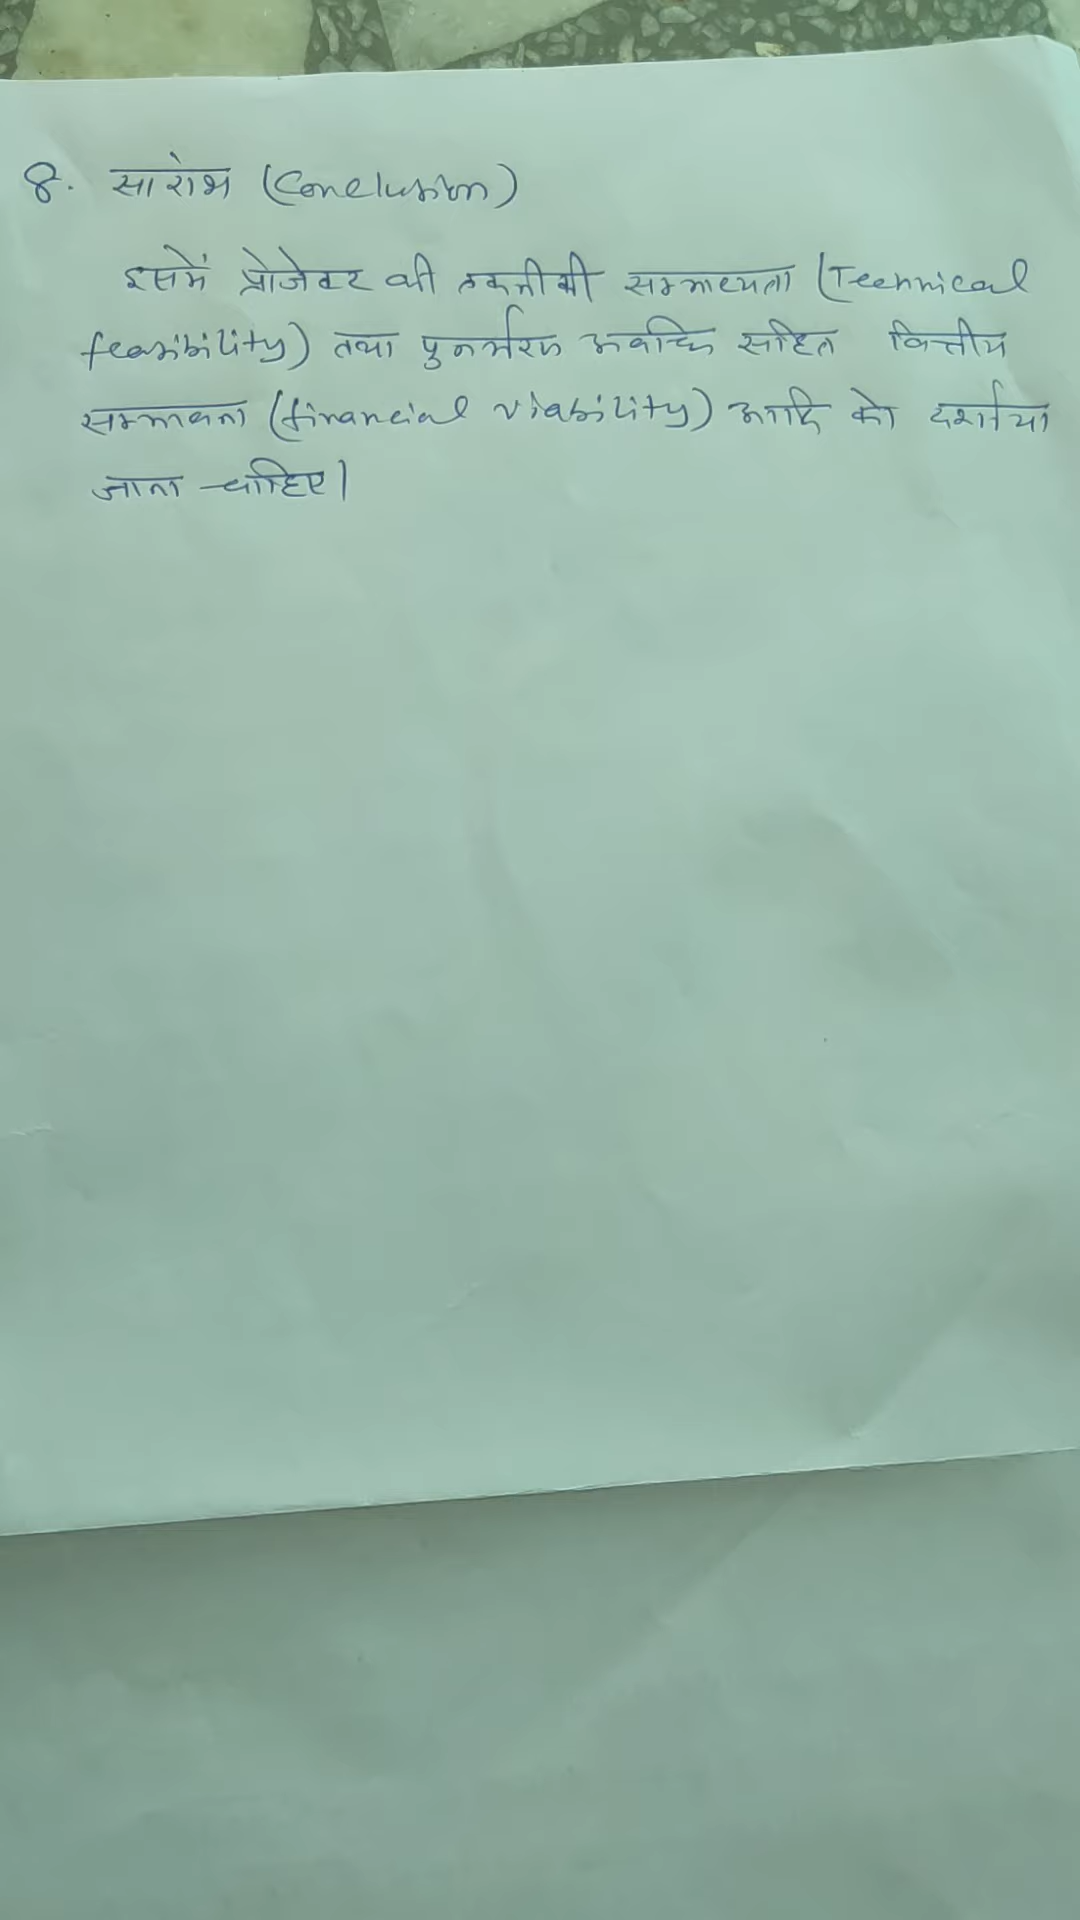 8. सारांश (Conclusion)
इसमें प्रोजेक्ट की तकनीकी सम्भाव्यता (Technical
feasibility) तथा पुनर्भरण अवधि सहित वित्तीय
सम्भावना (financial viability) आदि को दर्शाया
जाना चाहिए।